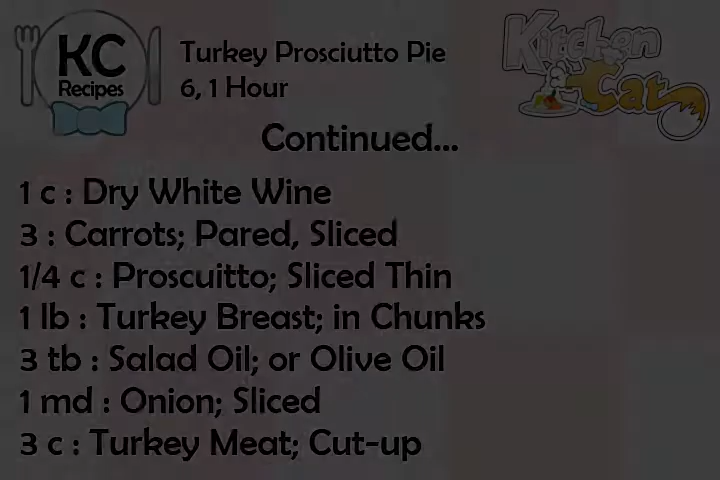 KC
Recipes
Turkey Prosciutto Pie
6, 1 Hour
Kitchen
Cat
Continued...
1 c : Dry White Wine
3 : Carrots; Pared, Sliced
1/4 c : Proscuitto; Sliced Thin
1 lb : Turkey Breast; in Chunks
3 tb : Salad Oil; or Olive Oil
1 md : Onion; Sliced
3 c : Turkey Meat; Cut-up